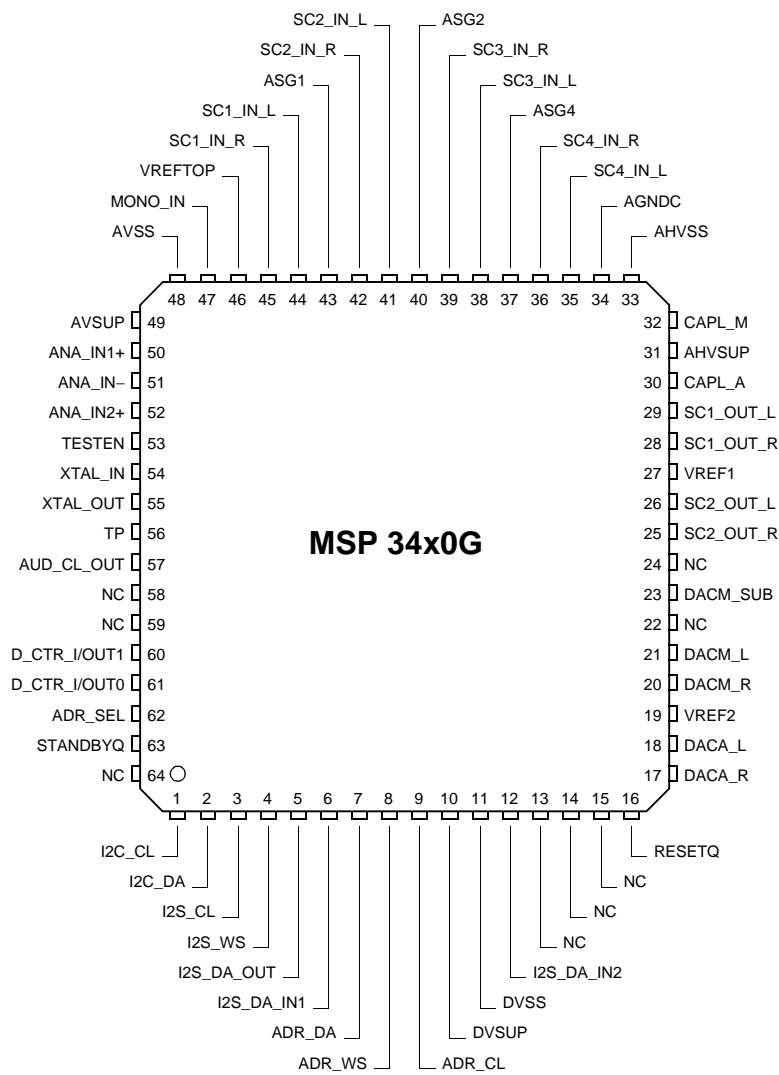 SC2_IN_L
ASG2
SC2_IN_R
SC3_IN_R
ASG1
SC3_IN_L
SC1_IN_L
ASG4
SC1_IN_R
SC4_IN_R
VREFTOP
SC4_IN_L
MONO_IN
AGNDC
AVSS
AHVSS
48 47 46 45 44 43 42 41 40 39 38 37 36 35 34 33
AVSUP 49
32 CAPL_M
ANA_IN1+ 50
31 AHVSUP
ANA_IN− 51
30 CAPL_A
ANA_IN2+ 52
29 SC1_OUT_L
TESTEN 53
28 SC1_OUT_R
XTAL_IN 54
27 VREF1
XTAL_OUT 55
26 SC2_OUT_L
TP 56
25 SC2_OUT_R
MSP 34x0G
AUD_CL_OUT 57
24 NC
NC 58
23 DACM_SUB
NC 59
22 NC
D_CTR_I/OUT1 60
21 DACM_L
D_CTR_I/OUT0 61
20 DACM_R
ADR_SEL 62
19 VREF2
STANDBYQ 63
18 DACA_L
NC 64
17 DACA_R
1 2 3 4 5 6 7 8 9 10 11 12 13 14 15 16
I2C_CL
RESETQ
I2C_DA
NC
I2S_CL
NC
I2S_WS
NC
I2S_DA_OUT
I2S_DA_IN2
I2S_DA_IN1
DVSS
ADR_DA
DVSUP
ADR_WS
ADR_CL